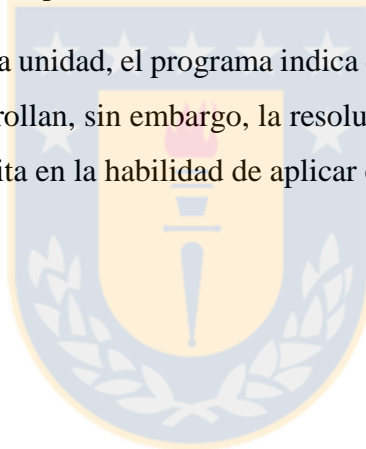 a unidad, el programa indica
rollan, sin embargo, la resolu
ita en la habilidad de aplicar